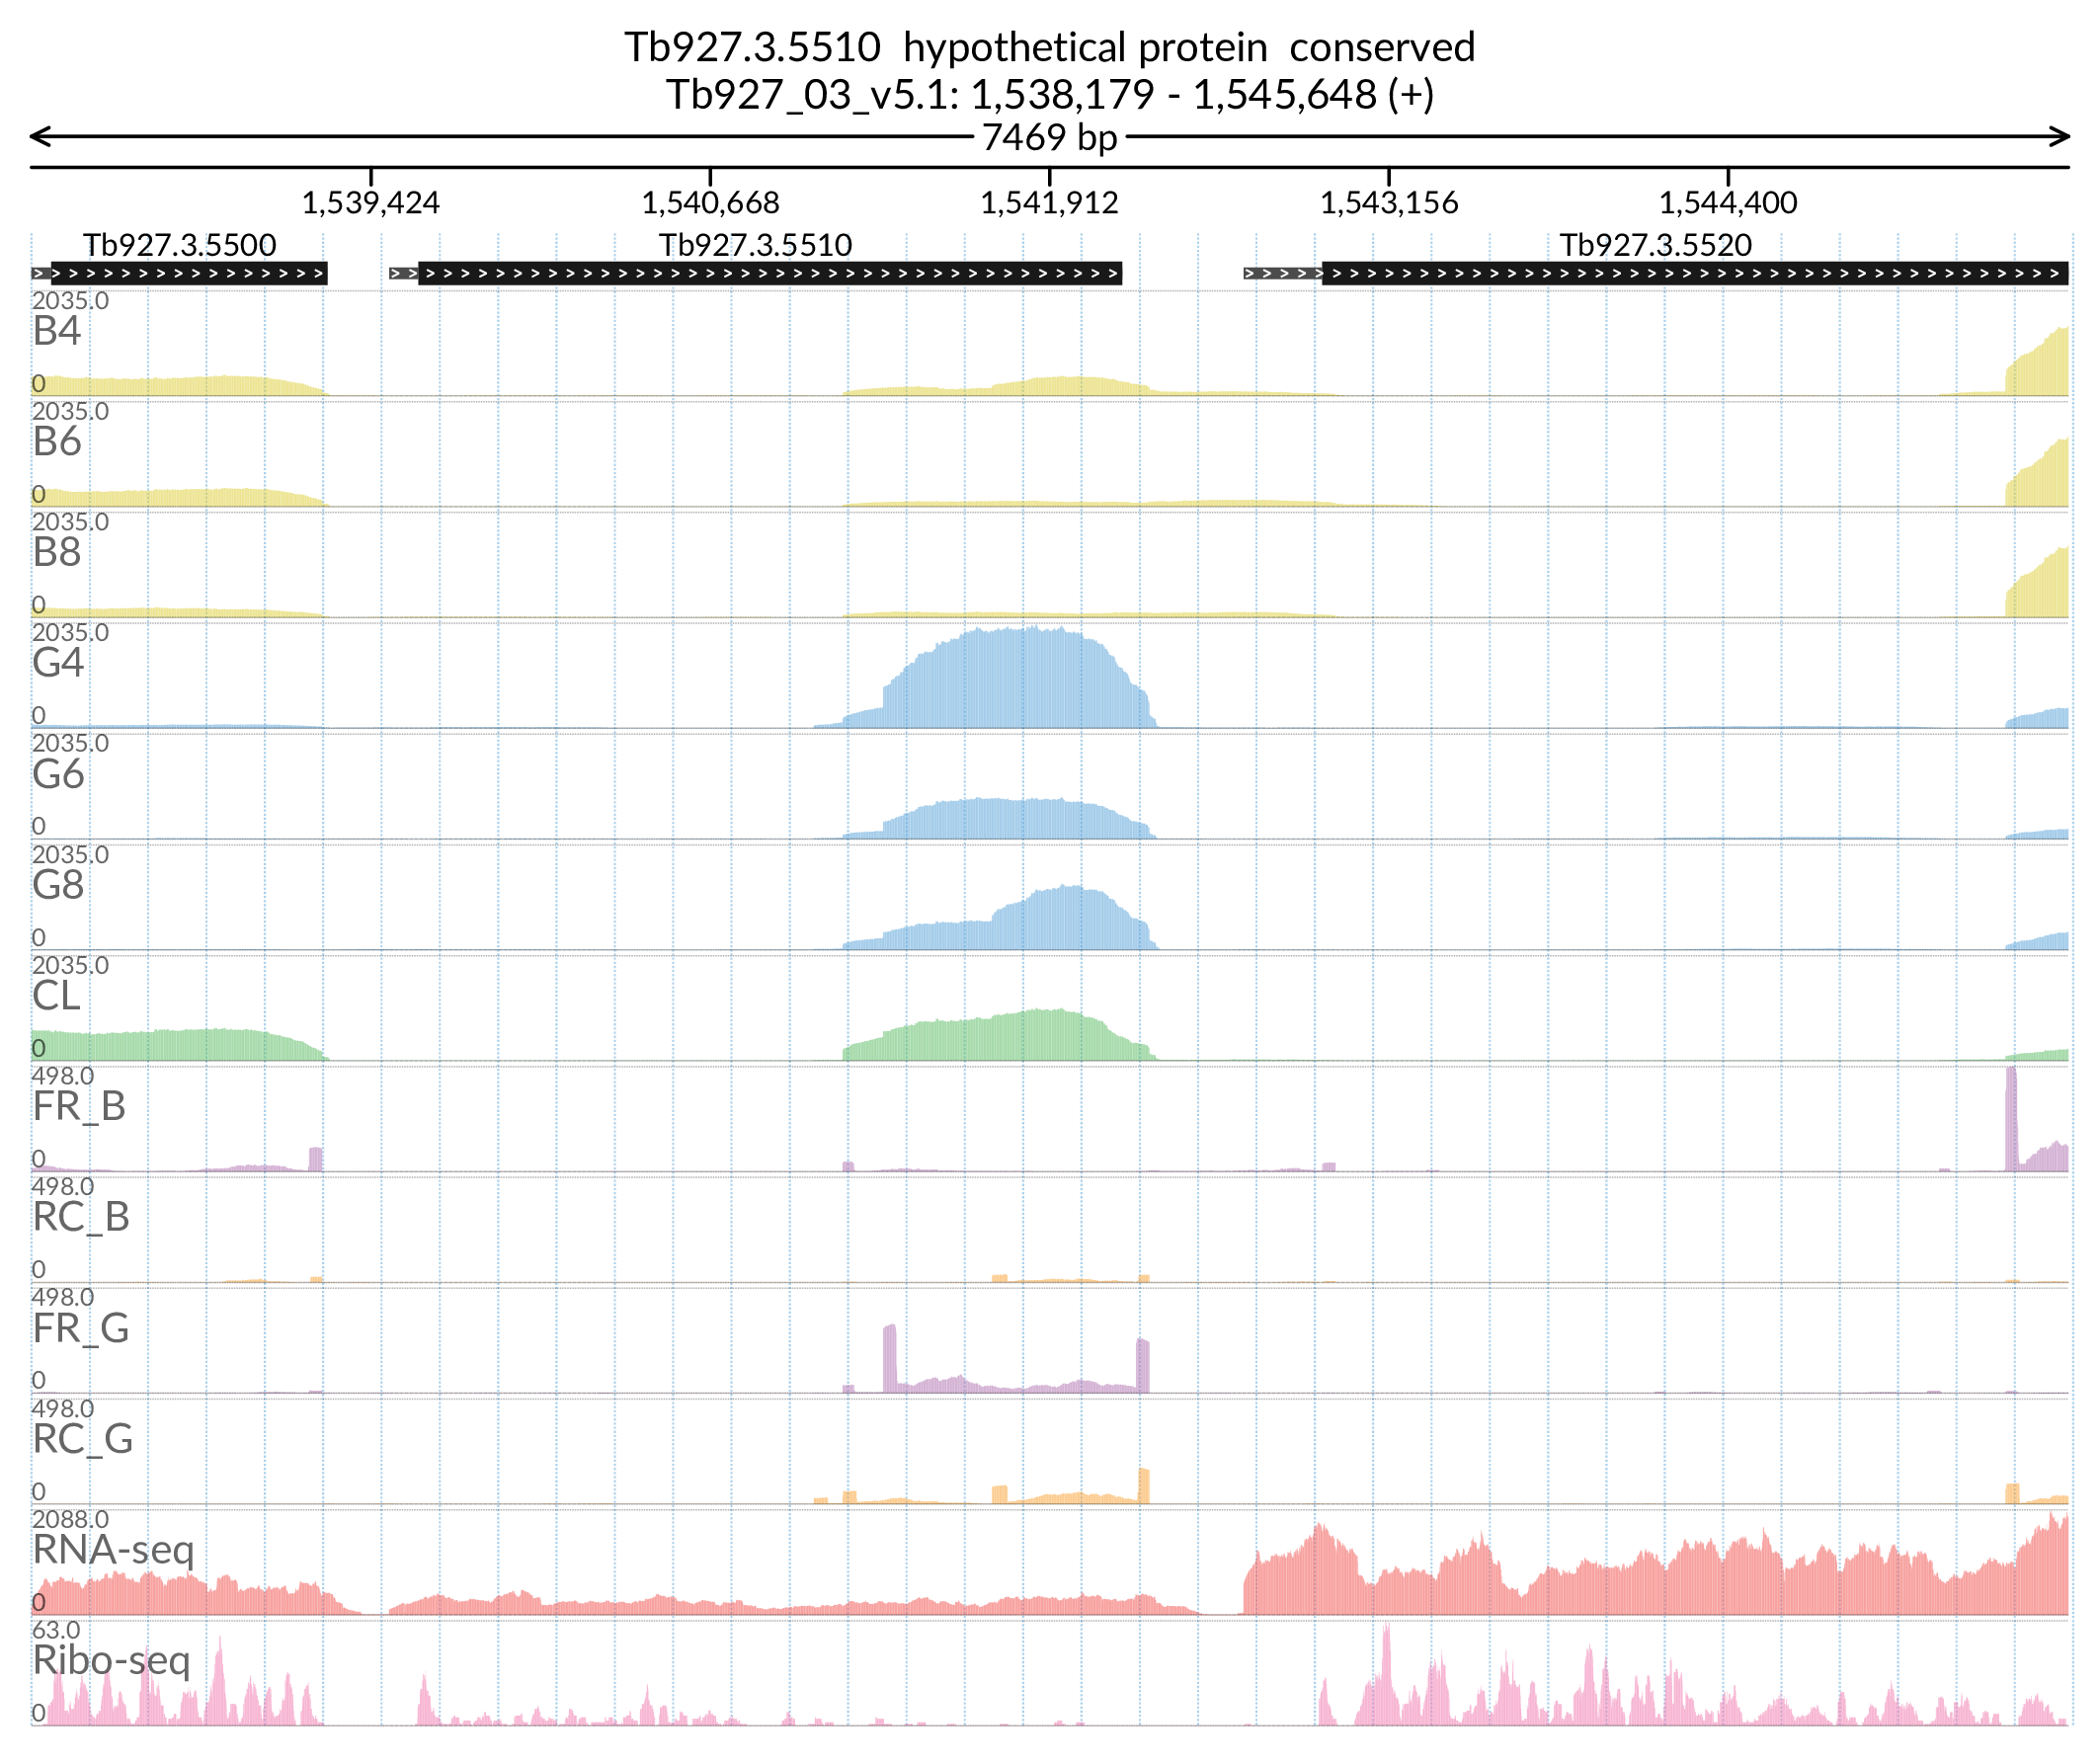 Tb927.3.5510  hypothetical protein  conserved
Tb927_03_v5.1: 1,538,179 - 1,545,648 (+)
7469 bp
1,539,424 1,540,668 1,541,912 1,543,156 1,544,400
Tb927.3.5500 Tb927.3.5510 Tb927.3.5520
2035.0
B4
0
2035.0
B6
0
2035.0
B8
0
2035.0
G4
0
2035.0
G6
0
2035.0
G8
0
2035.0
CL
0
498.0
FR_B
0
498.0
RC_B
0
498.0
FR_G
0
498.0
RC_G
0
2088.0
RNA-seq
0
63.0
Ribo-seq
0